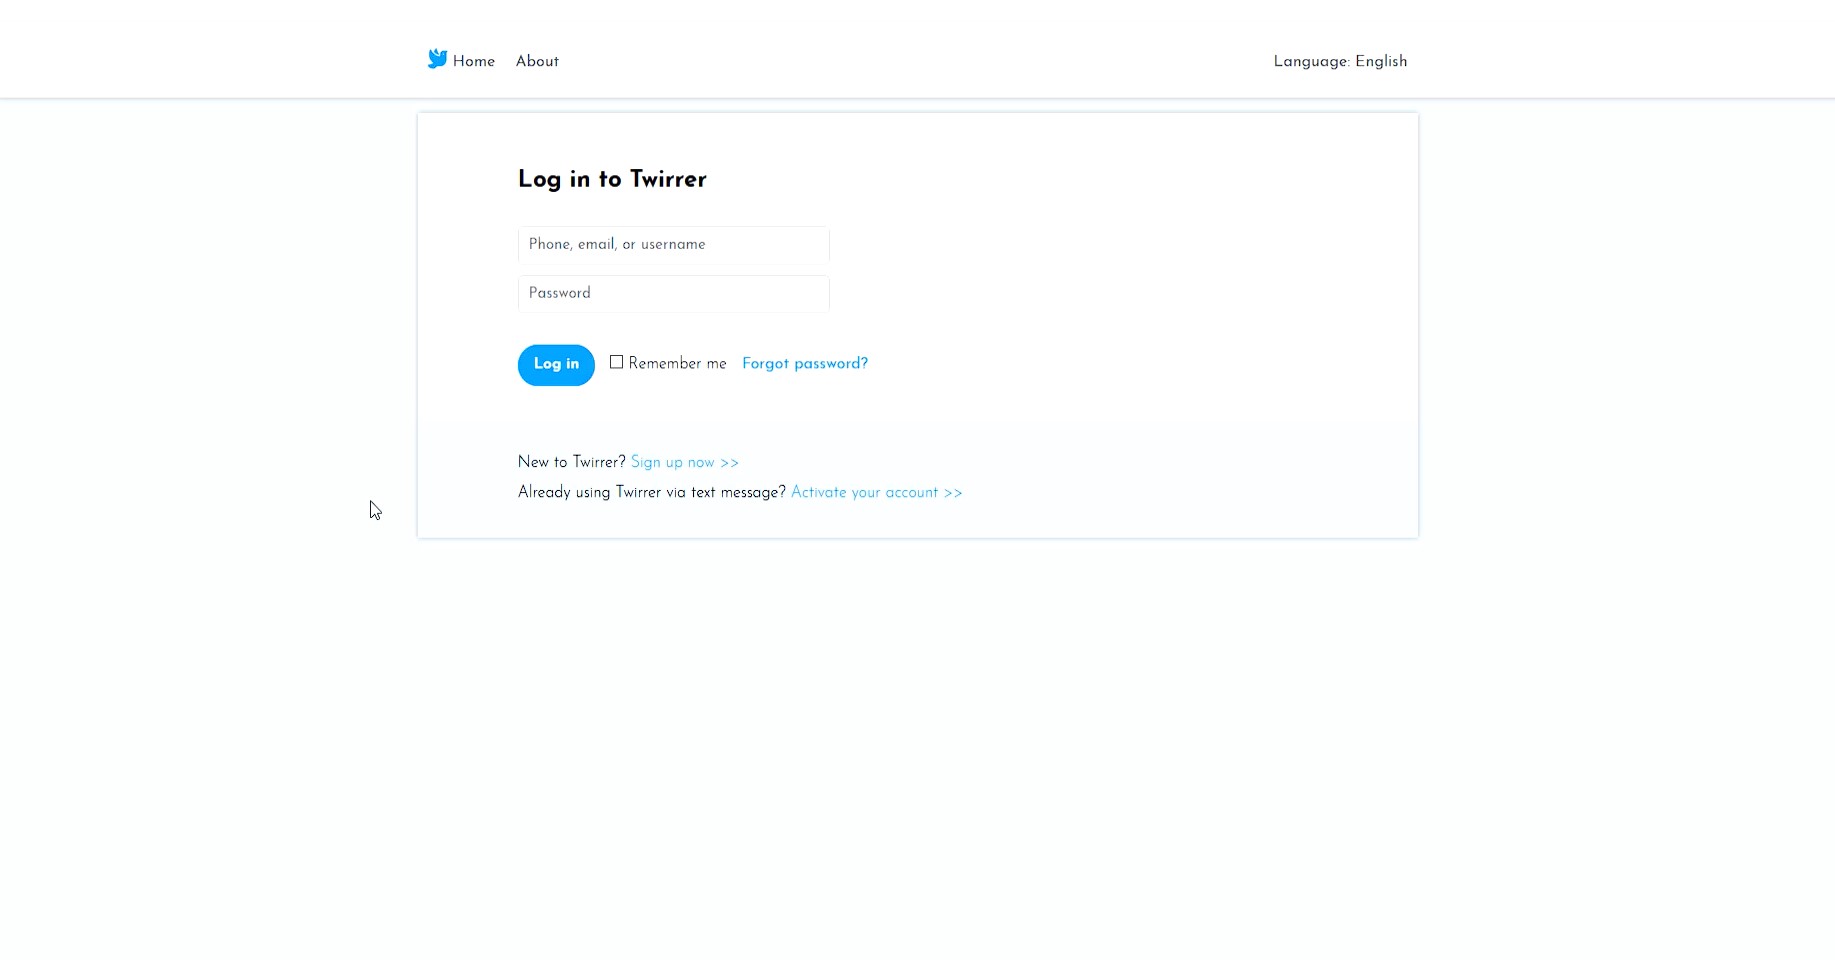 Home About Language: English
Log in to Twirrer
Phone, email, or username
Password
Log in Remember me Forgot password?
New to Twirrer? Sign up now >>
Already using Twirrer via text message? Activate your account >>